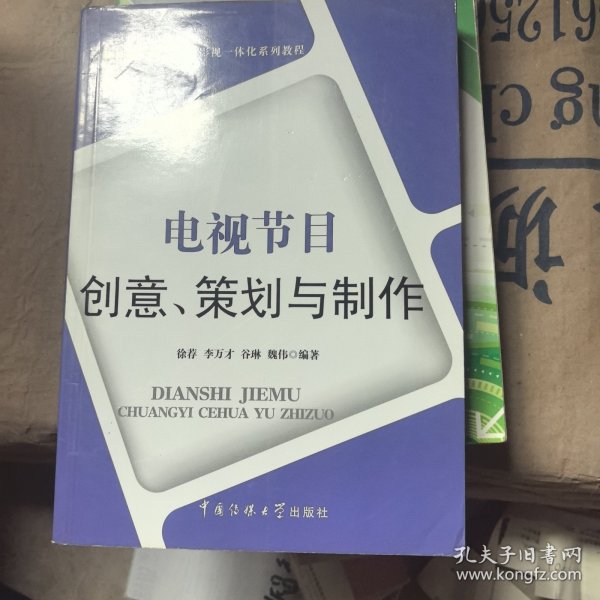 影视一体化系列教程
电视节目
创意、策划与制作
徐荐 李万才 谷琳 魏伟◎编著
DIANSHI JIEMU
CHUANGYI CEHUA YU ZHIZUO
中国传媒大学出版社
孔夫子旧书网
www.kongfz.com